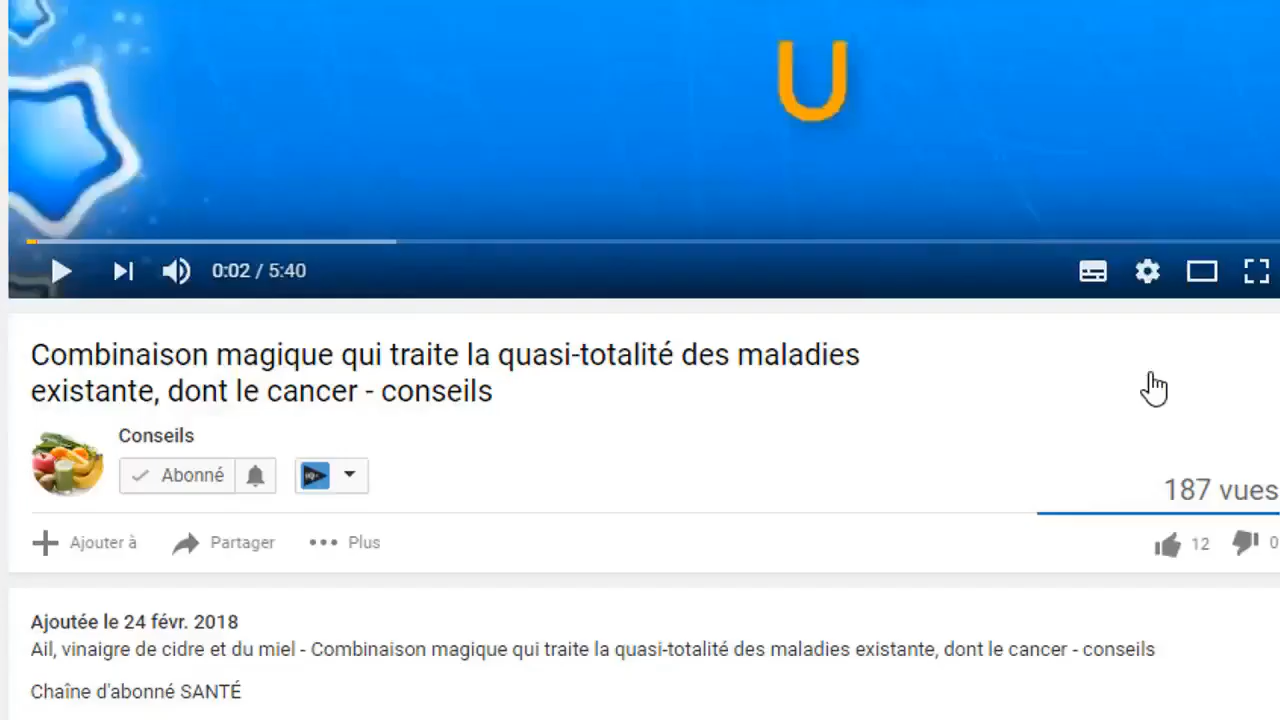 U
0:02 / 5:40
Combinaison magique qui traite la quasi-totalité des maladies
existante, dont le cancer - conseils
Conseils
Abonné
187 vues
Ajouter à
Partager
Plus
12
0
Ajoutée le 24 févr. 2018
Ail, vinaigre de cidre et du miel - Combinaison magique qui traite la quasi-totalité des maladies existante, dont le cancer - conseils
Chaîne d'abonné SANTÉ